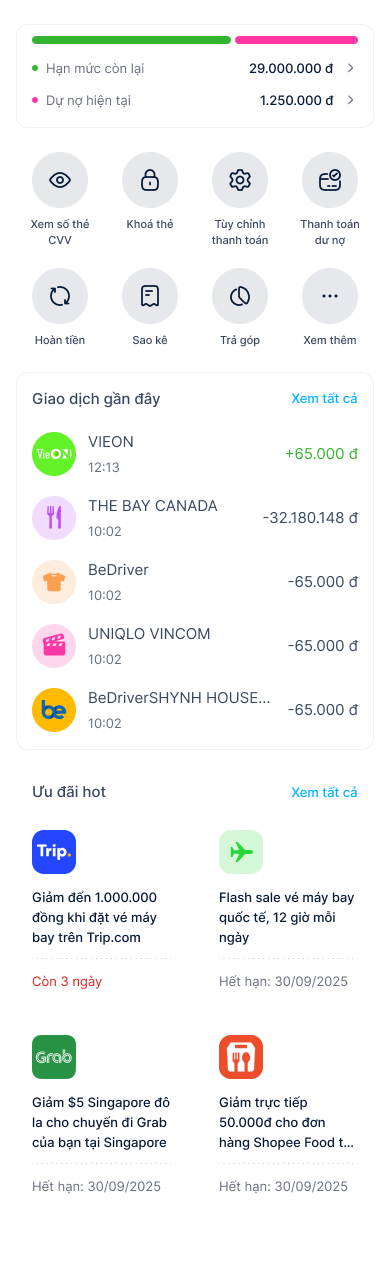 Hạn mức còn lại 29.000.000 đ
Dư nợ hiện tại 1.250.000 đ
Xem số thẻ
CVV
Khoá thẻ
Tùy chỉnh
thanh toán
Thanh toán
dư nợ
Hoàn tiền
Sao kê
Trả góp
Xem thêm
Giao dịch gần đây Xem tất cả
VieON
VIEON
12:13
+65.000 đ
THE BAY CANADA
10:02
-32.180.148 đ
BeDriver
10:02
-65.000 đ
UNIQLO VINCOM
10:02
-65.000 đ
be
BeDriverSHYNH HOUSE...
10:02
-65.000 đ
Ưu đãi hot Xem tất cả
Trip.
Giảm đến 1.000.000
đồng khi đặt vé máy
bay trên Trip.com
Còn 3 ngày
Flash sale vé máy bay
quốc tế, 12 giờ mỗi
ngày
Hết hạn: 30/09/2025
Grab
Giảm $5 Singapore đô
la cho chuyến đi Grab
của bạn tại Singapore
Hết hạn: 30/09/2025
Giảm trực tiếp
50.000đ cho đơn
hàng Shopee Food t...
Hết hạn: 30/09/2025